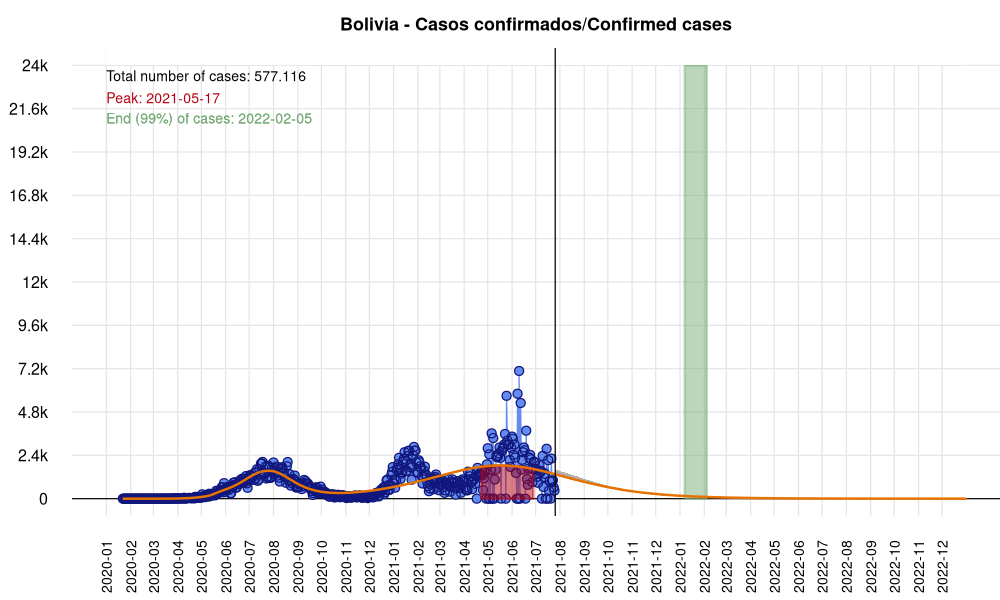 Bolivia - Casos confirmados/Confirmed cases
Total number of cases: 577.116
Peak: 2021-05-17
End (99%) of cases: 2022-02-05
24k
21.6k
19.2k
16.8k
14.4k
12k
9.6k
7.2k
4.8k
2.4k
0
2020-01
2020-02
2020-03
2020-04
2020-05
2020-06
2020-07
2020-08
2020-09
2020-10
2020-11
2020-12
2021-01
2021-02
2021-03
2021-04
2021-05
2021-06
2021-07
2021-08
2021-09
2021-10
2021-11
2021-12
2022-01
2022-02
2022-03
2022-04
2022-05
2022-06
2022-07
2022-08
2022-09
2022-10
2022-11
2022-12